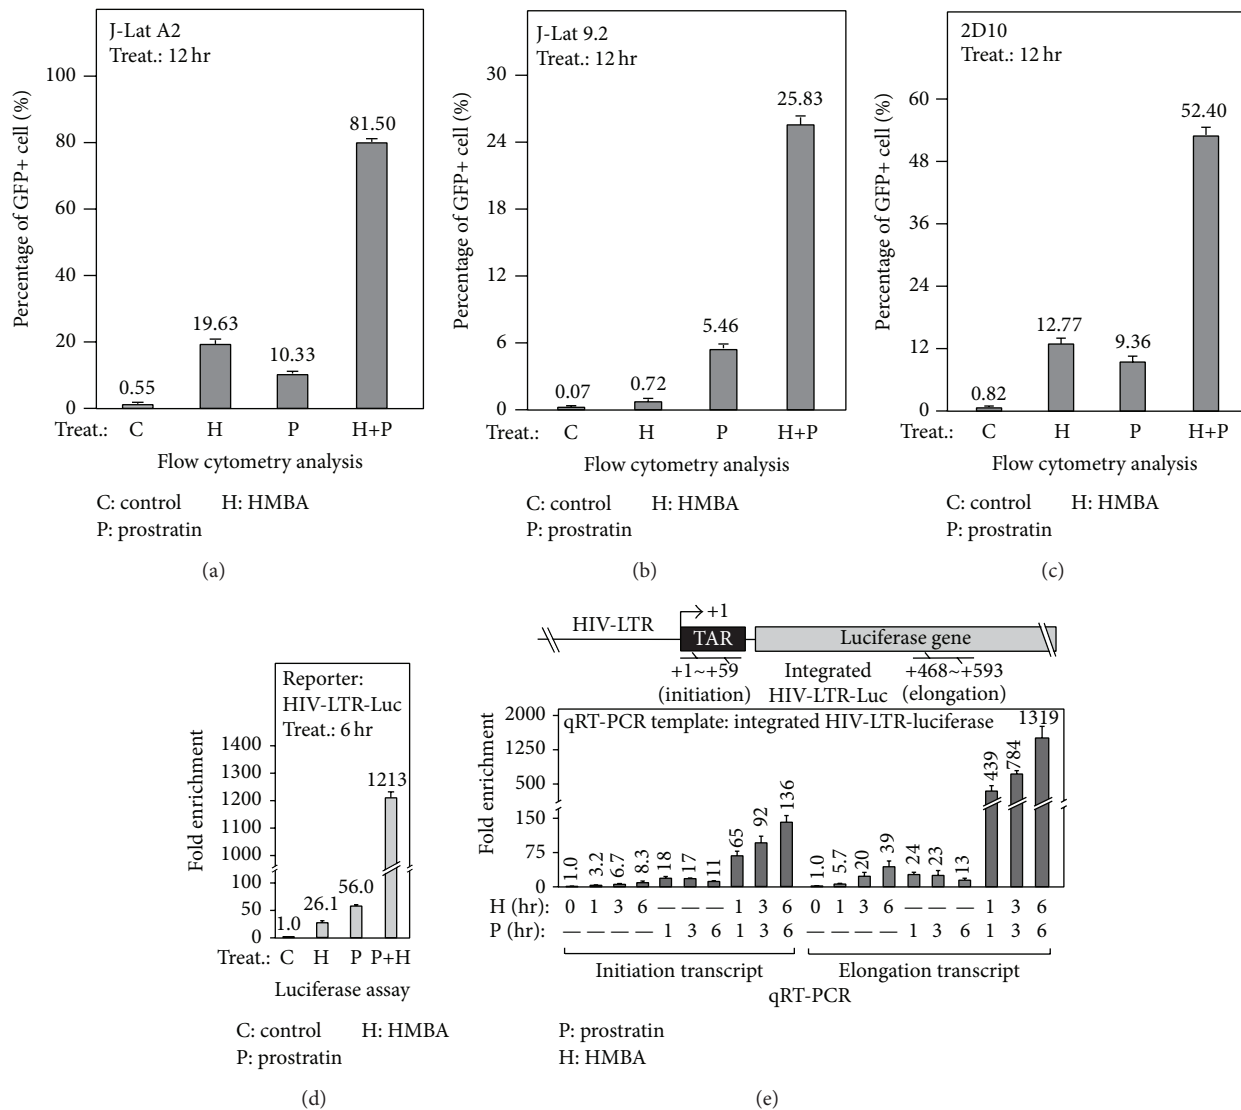 J-Lat A2
Treat.: 12 hr
Percentage of GFP+ cell (%)
100
80
60
40
20
0
0.55
19.63
10.33
81.50
Treat.: C H P H+P
Flow cytometry analysis
C: control H: HMBA
P: prostratin
(a)
J-Lat 9.2
Treat.: 12 hr
Percentage of GFP+ cell (%)
30
24
18
12
6
0
0.07
0.72
5.46
25.83
Treat.: C H P H+P
Flow cytometry analysis
C: control H: HMBA
P: prostratin
(b)
2D10
Treat.: 12 hr
Percentage of GFP+ cell (%)
60
48
36
24
12
0
0.82
12.77
9.36
52.40
Treat.: C H P H+P
Flow cytometry analysis
C: control H: HMBA
P: prostratin
(c)
Reporter:
HIV-LTR-Luc
Treat.: 6 hr
Fold enrichment
1400
1300
1200
1100
1000
100
50
0
1.0
26.1
56.0
1213
Treat.: C H P P+H
Luciferase assay
C: control H: HMBA
P: prostratin
(d)
+1
HIV-LTR TAR Luciferase gene
+1~+59 Integrated +468~+593
(initiation) HIV-LTR-Luc (elongation)
qRT-PCR template: integrated HIV-LTR-luciferase
Fold enrichment
2000
1250
500
150
75
0
1.0 3.2 6.7 8.3 18 17 11 65 92 136 1.0 5.7 20 39 24 23 13 439 784 1319
H (hr): 0 1 3 6 — — — 1 3 6 0 1 3 6 — — — 1 3 6
P (hr): — — — — 1 3 6 1 3 6 — — — — 1 3 6 1 3 6
Initiation transcript Elongation transcript
qRT-PCR
P: prostratin
H: HMBA
(e)